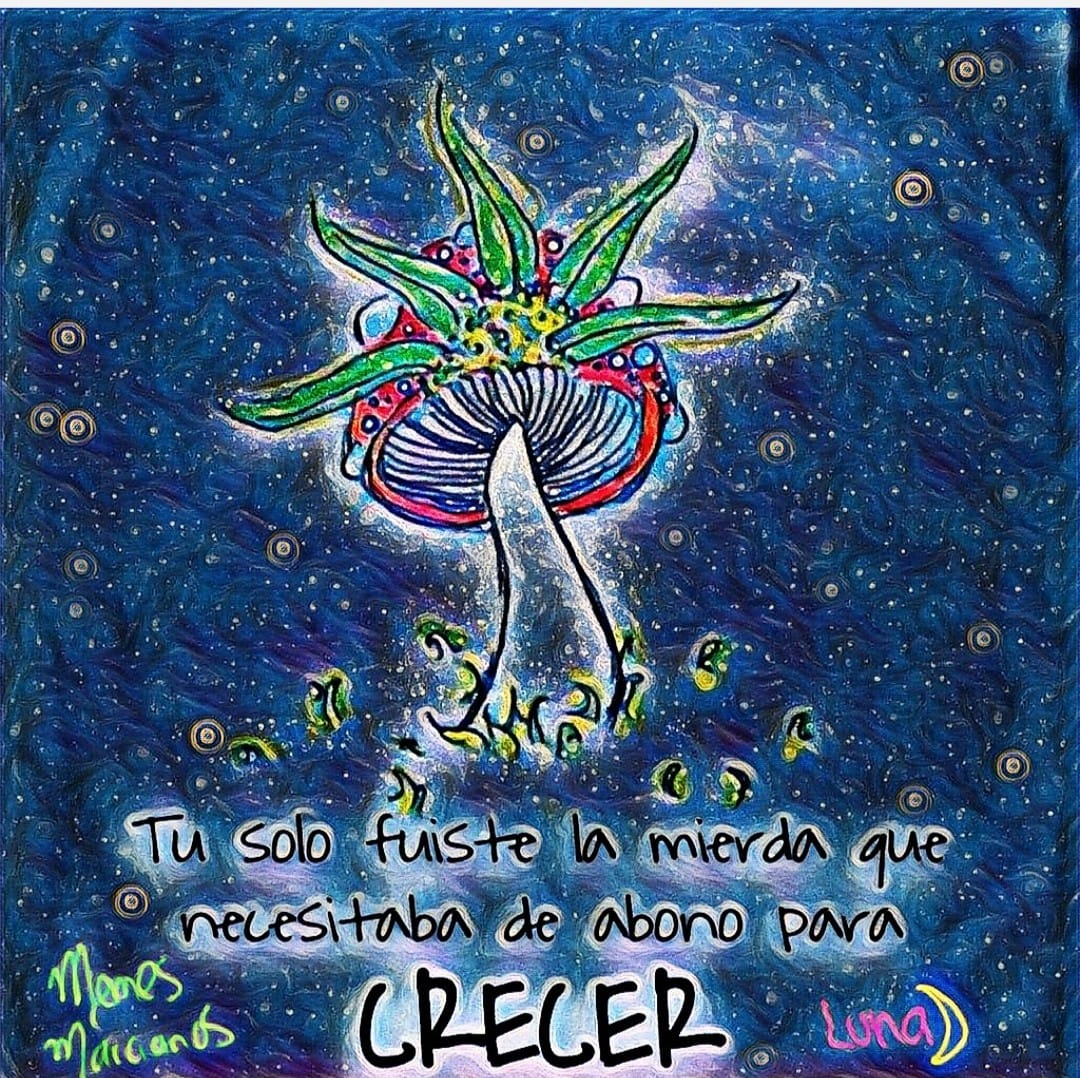 Tu solo fuiste la mierda que
necesitaba de abono para
CRECER
Memes
Marcianos
Luna